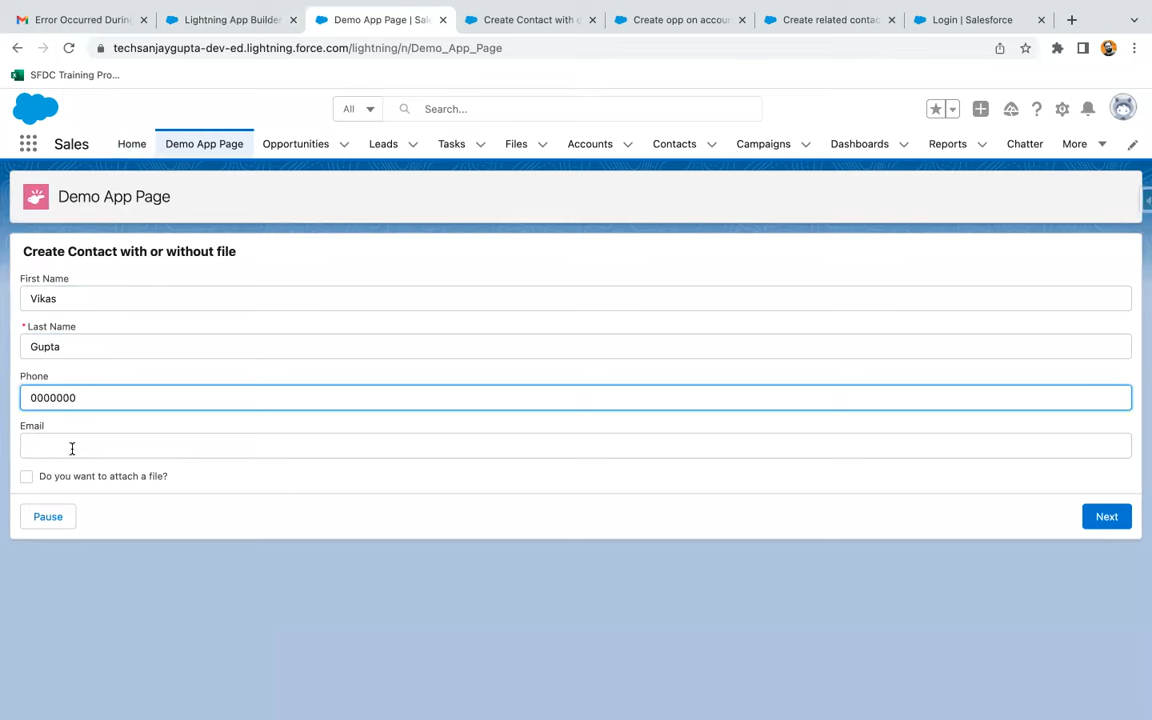 Error Occurred During
Lightning App Builder
Demo App Page | Sal
Create Contact with o
Create opp on accou
Create related contac
Login | Salesforce
techsanjaygupta-dev-ed.lightning.force.com/lightning/n/Demo_App_Page
SFDC Training Pro...
All
Search...
Sales
Home
Demo App Page
Opportunities
Leads
Tasks
Files
Accounts
Contacts
Campaigns
Dashboards
Reports
Chatter
More
Demo App Page
Create Contact with or without file
First Name
Vikas
* Last Name
Gupta
Phone
0000000
Email
Do you want to attach a file?
Pause
Next